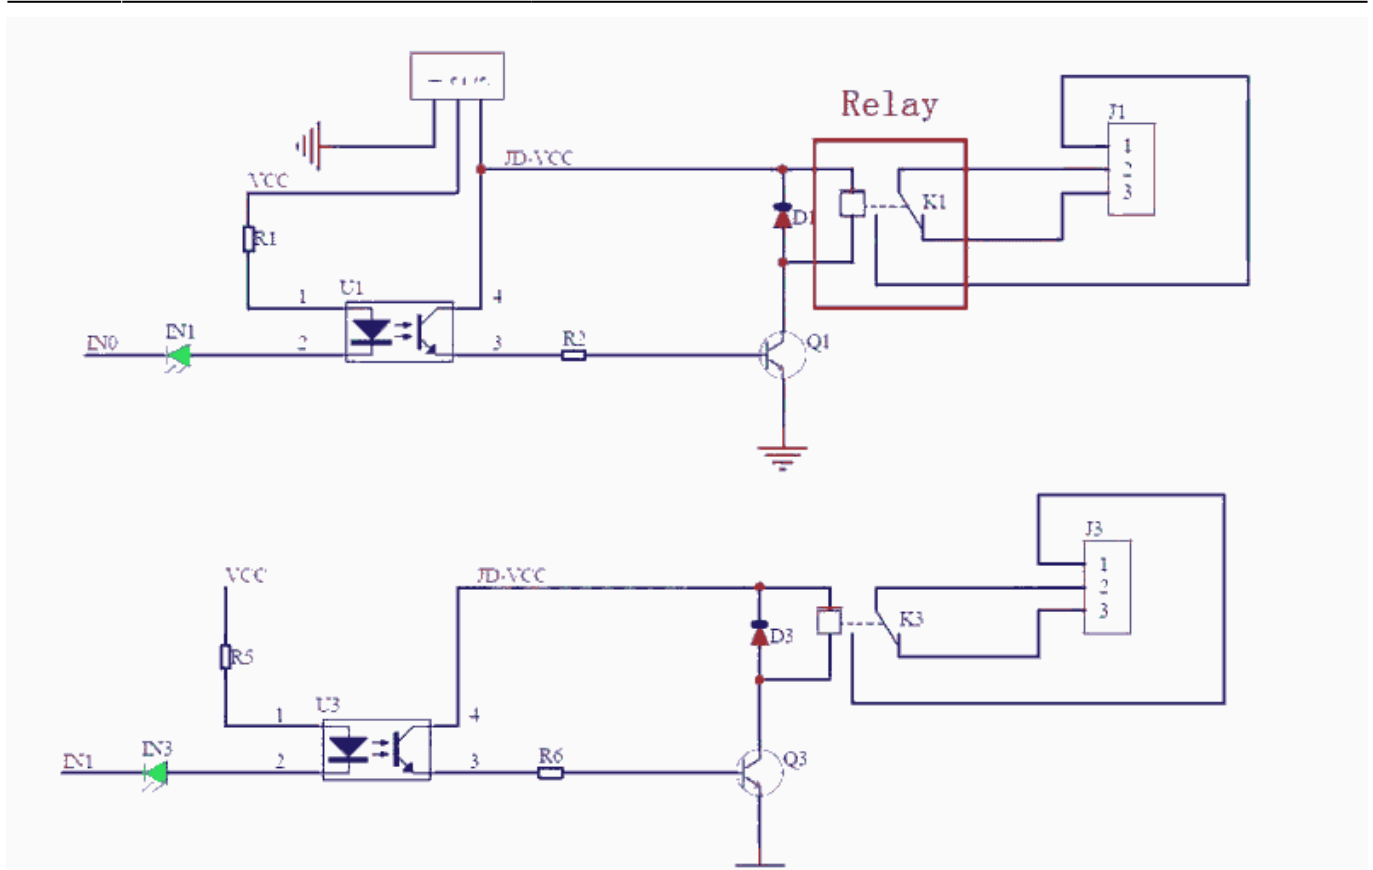 Relay
J1
1
JD-VCC
2
VCC
3
K1
D1
R1
U1
1
4
IN0
IN1
2
3
R2
Q1
J3
1
VCC
JD-VCC
2
3
K3
D3
R5
U3
1
4
IN1
IN3
2
3
R6
Q3